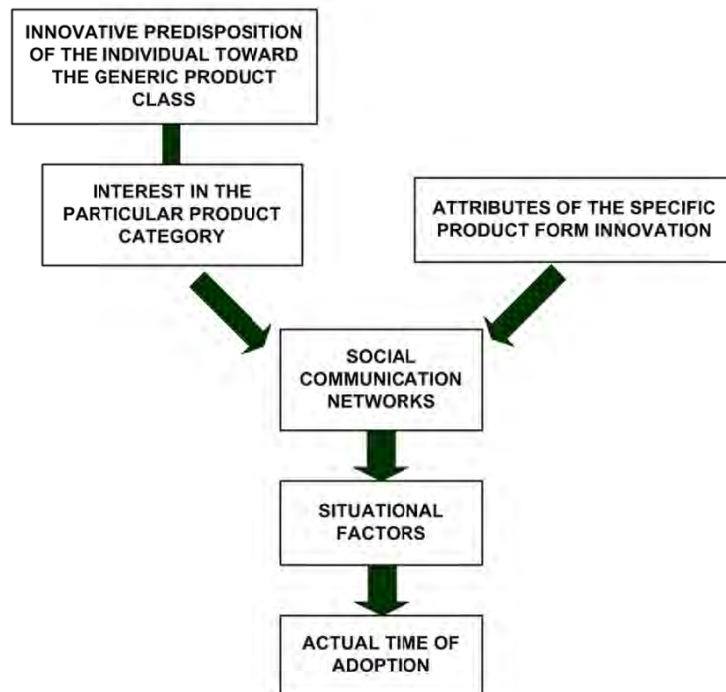 INNOVATIVE PREDISPOSITION
OF THE INDIVIDUAL TOWARD
THE GENERIC PRODUCT
CLASS
INTEREST IN THE
PARTICULAR PRODUCT
CATEGORY
ATTRIBUTES OF THE SPECIFIC
PRODUCT FORM INNOVATION
SOCIAL
COMMUNICATION
NETWORKS
SITUATIONAL
FACTORS
ACTUAL TIME OF
ADOPTION